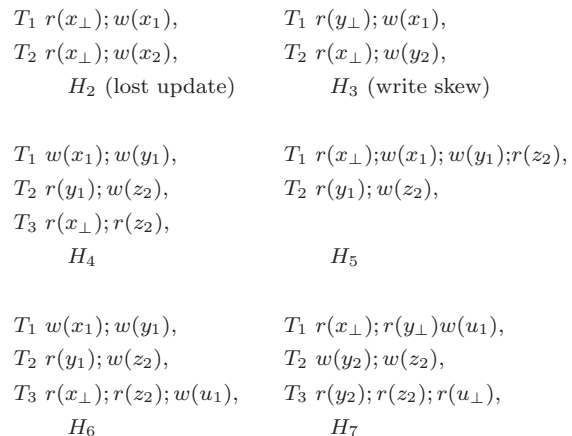 T₁ r(x⊥); w(x₁),
T₂ r(x⊥); w(x₂),
H₂ (lost update)
T₁ r(y⊥); w(x₁),
T₂ r(x⊥); w(y₂),
H₃ (write skew)
T₁ w(x₁); w(y₁),
T₂ r(y₁); w(z₂),
T₃ r(x⊥); r(z₂),
H₄
T₁ r(x⊥);w(x₁); w(y₁);r(z₂),
T₂ r(y₁); w(z₂),
H₅
T₁ w(x₁); w(y₁),
T₂ r(y₁); w(z₂),
T₃ r(x⊥); r(z₂); w(u₁),
H₆
T₁ r(x⊥); r(y⊥)w(u₁),
T₂ w(y₂); w(z₂),
T₃ r(y₂); r(z₂); r(u⊥),
H₇